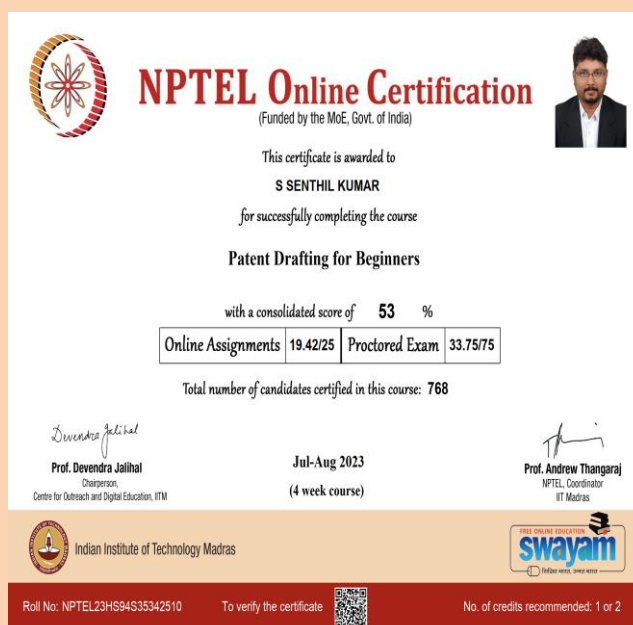 NPTEL Online Certification
(Funded by the MoE, Govt. of India)
This certificate is awarded to
S SENTHIL KUMAR
for successfully completing the course
Patent Drafting for Beginners
with a consolidated score of 53 %
Online Assignments 19.42/25 Proctored Exam 33.75/75
Total number of candidates certified in this course: 768
Devendra Jalihal
Prof. Devendra Jalihal
Chairperson,
Centre for Outreach and Digital Education, IITM
Jul-Aug 2023
(4 week course)
Prof. Andrew Thangaraj
NPTEL, Coordinator
IIT Madras
Indian Institute of Technology Madras
FREE ONLINE EDUCATION
swayam
शिक्षित भारत, उन्नत भारत
Roll No: NPTEL23HS94S35342510
To verify the certificate
No. of credits recommended: 1 or 2